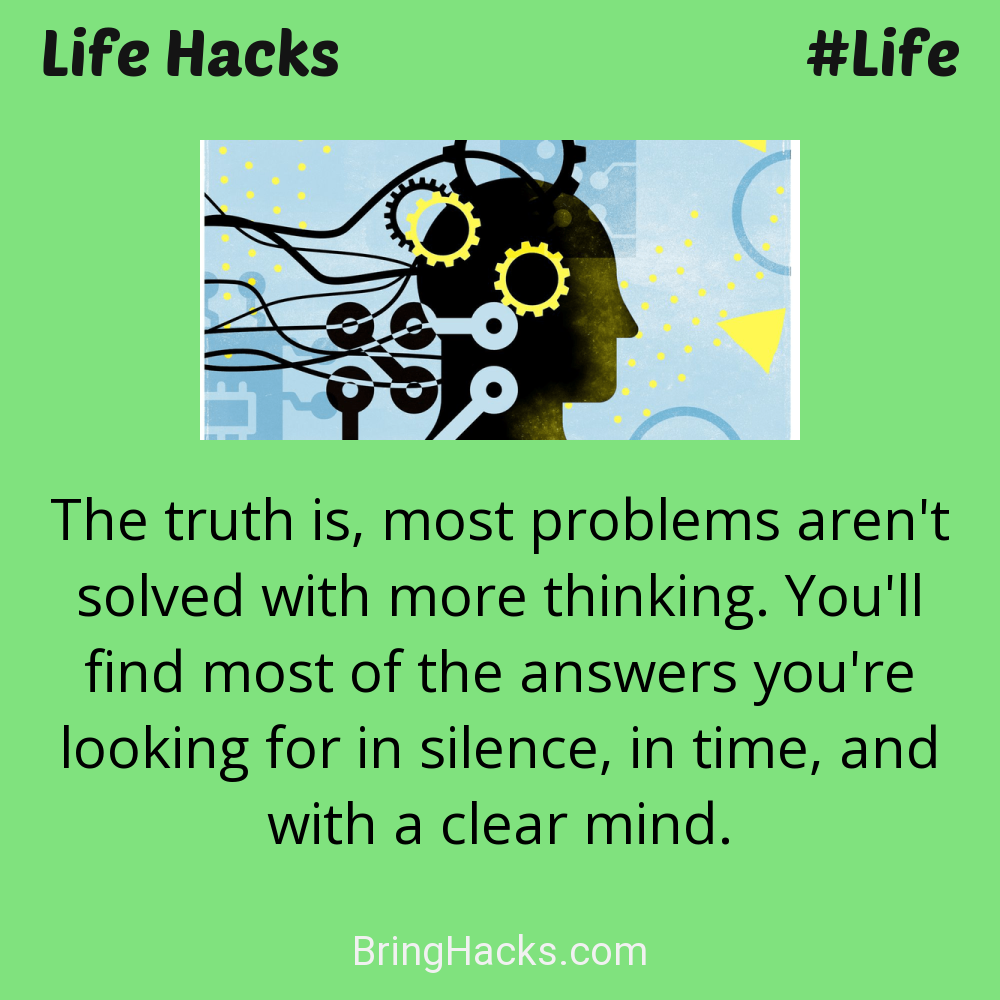 Life Hacks
#Life
The truth is, most problems aren't
solved with more thinking. You'll
find most of the answers you're
looking for in silence, in time, and
with a clear mind.
BringHacks.com